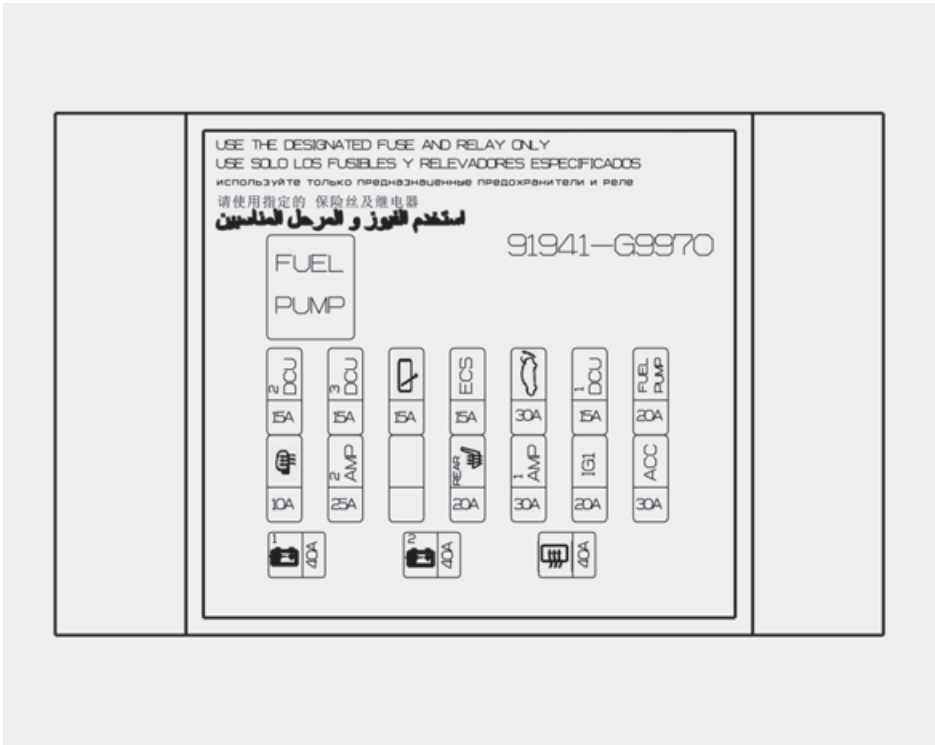 USE THE DESIGNATED FUSE AND RELAY ONLY
USE SOLO LOS FUSIBLES Y RELEVADORES ESPECIFICADOS
используйте только предназнаценные предохранители и реле
请使用指定的 保险丝及继电器
استخدم الفيوز و المرحل المناسبين
91941-G9970
FUEL
PUMP
2 DCU
3 DCU
ECS
1 DCU
FUEL PUMP
15A 15A 15A 15A 30A 15A 20A
2 AMP
REAR
1 AMP
IG1
ACC
10A 25A 20A 30A 20A 30A
1 40A
2 40A
40A